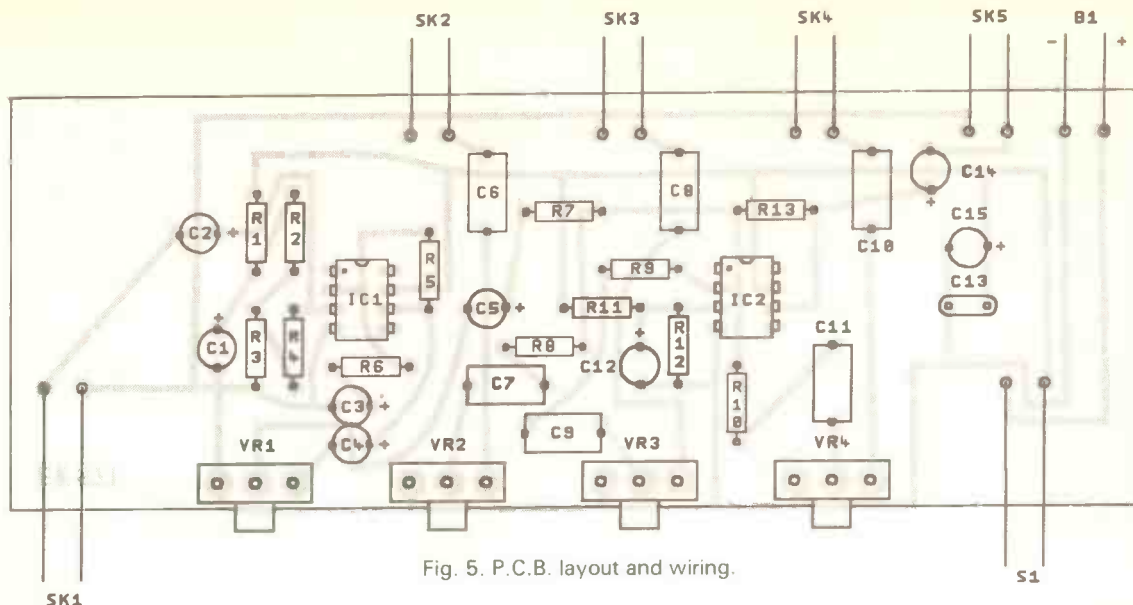 SK2 SK3 SK4 SK5 B1
- +
C6 C8 C14
+
R7 R13
C2 + R1 R2 C15
+
C10
R5 R9
IC1 IC2 C13
C5 + R11
+ + C11
C1 R3 R4 R8 C12 R12
R6
C7 R10
C3 +
C4 + C9
VR1 VR2 VR3 VR4
Fig. 5. P.C.B. layout and wiring.
SK1 S1